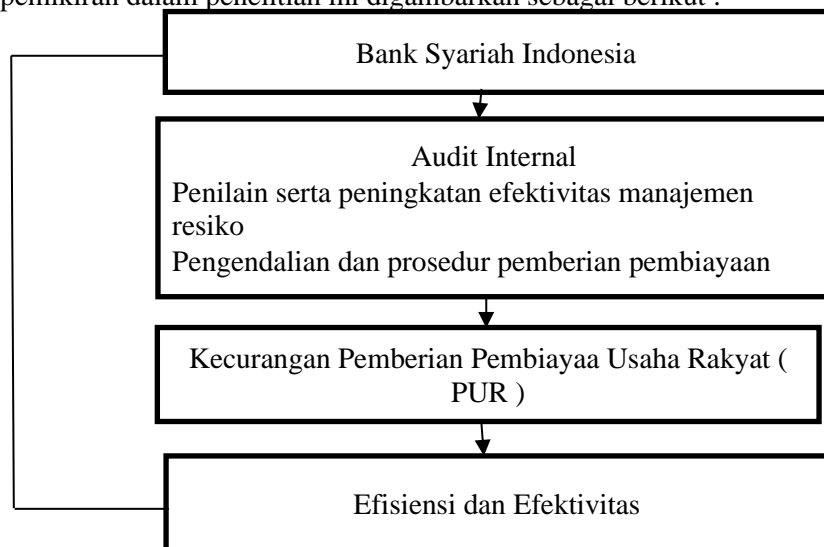 pemikiran dalam penelitian ini digambarkan sebagai berikut :
Bank Syariah Indonesia
Audit Internal
Penilain serta peningkatan efektivitas manajemen
resiko
Pengendalian dan prosedur pemberian pembiayaan
Kecurangan Pemberian Pembiayaa Usaha Rakyat (
PUR )
Efisiensi dan Efektivitas